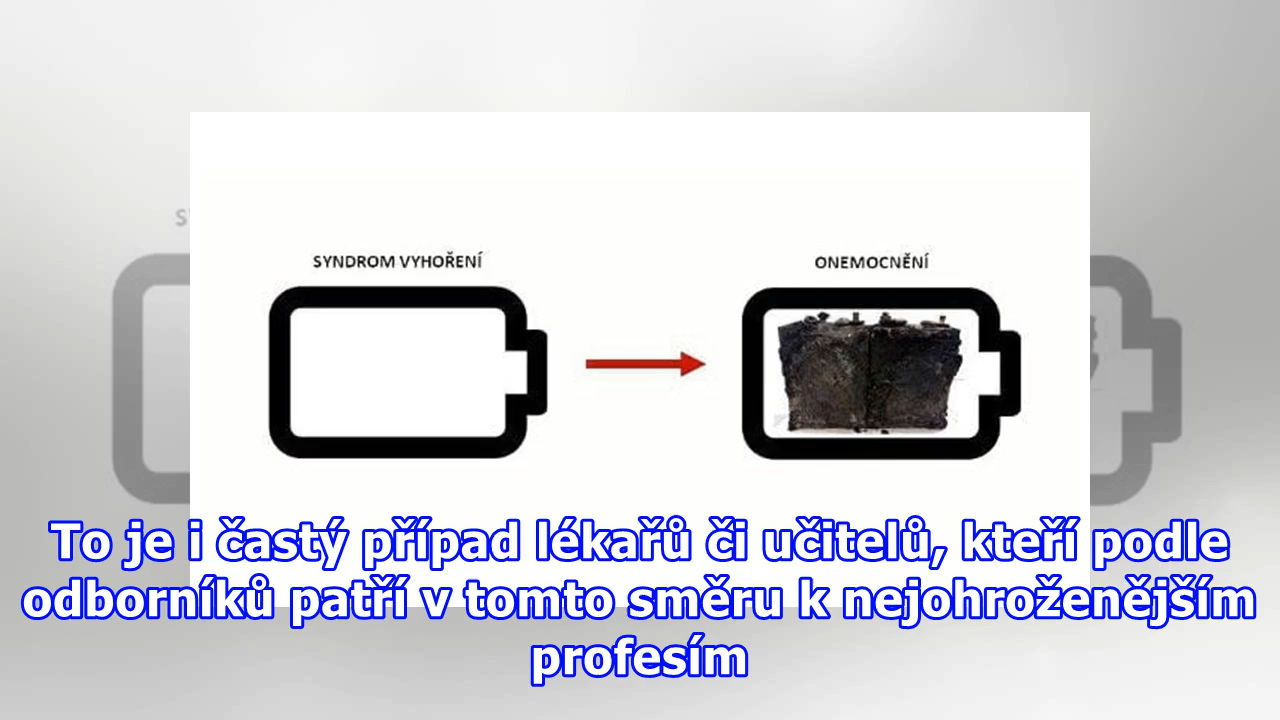 SYNDROM VYHOŘENÍ
ONEMOCNĚNÍ
To je i častý případ lékařů či učitelů, kteří podle
odborníků patří v tomto směru k nejohroženějším
profesím